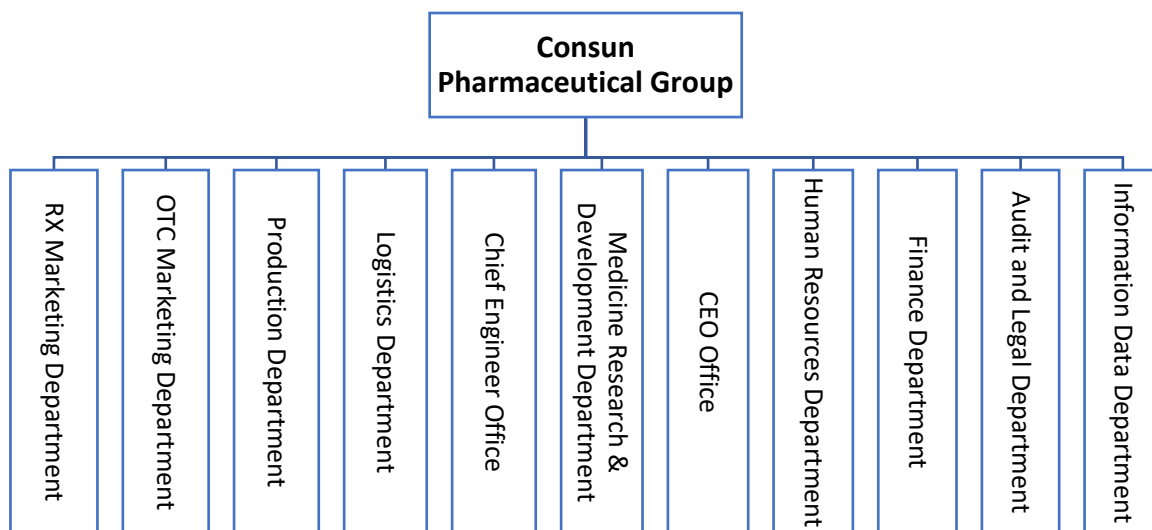 Consun
Pharmaceutical Group
RX Marketing Department
OTC Marketing Department
Production Department
Logistics Department
Chief Engineer Office
Medicine Research &
Development Department
CEO Office
Human Resources Department
Finance Department
Audit and Legal Department
Information Data Department